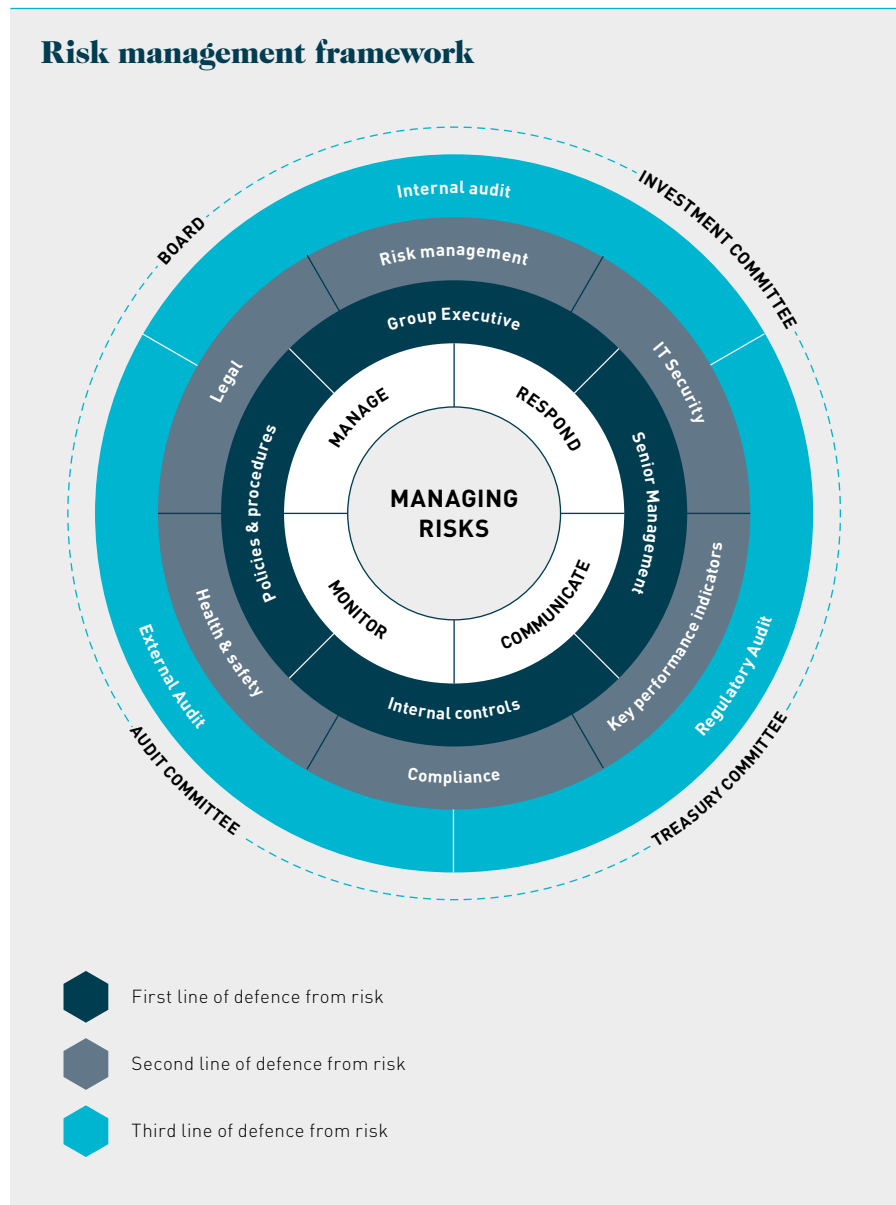 Risk management framework
BOARD
INVESTMENT COMMITTEE
Internal audit
Risk management
Group Executive
Legal
IT Security
MANAGE
RESPOND
Policies & procedures
Senior Management
MANAGING
RISKS
MONITOR
COMMUNICATE
Health & safety
Key performance indicators
External Audit
Regulatory Audit
Internal controls
Compliance
AUDIT COMMITTEE
TREASURY COMMITTEE
First line of defence from risk
Second line of defence from risk
Third line of defence from risk